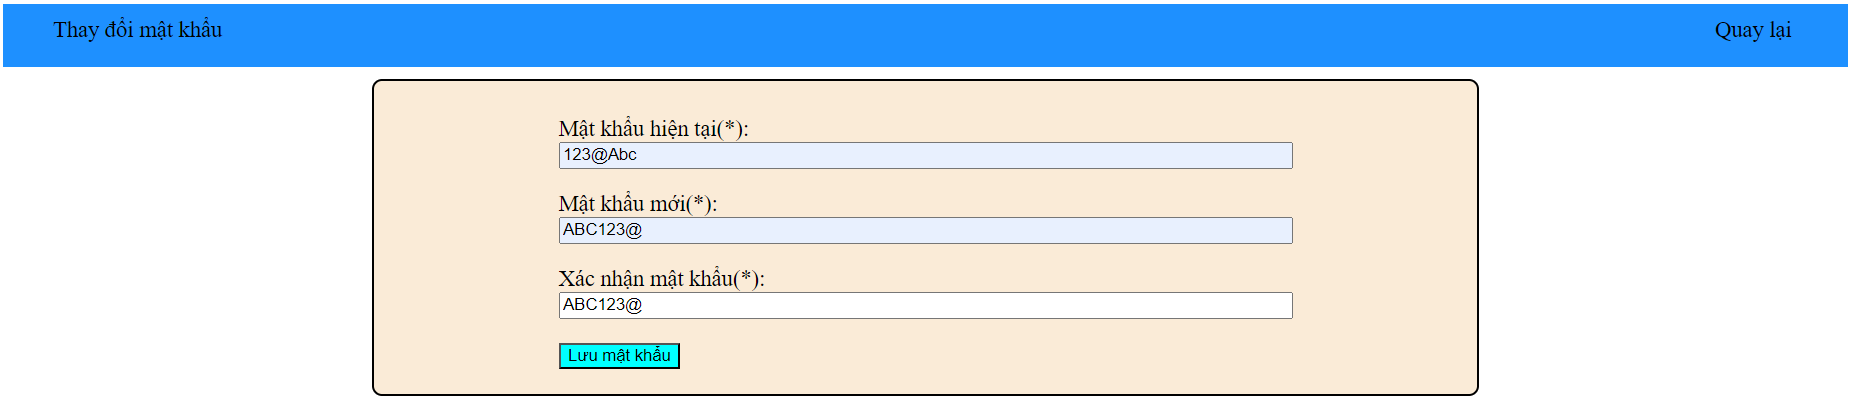 Thay đổi mật khẩu
Quay lại
Mật khẩu hiện tại(*):
123@Abc
Mật khẩu mới(*):
ABC123@
Xác nhận mật khẩu(*):
ABC123@
Lưu mật khẩu